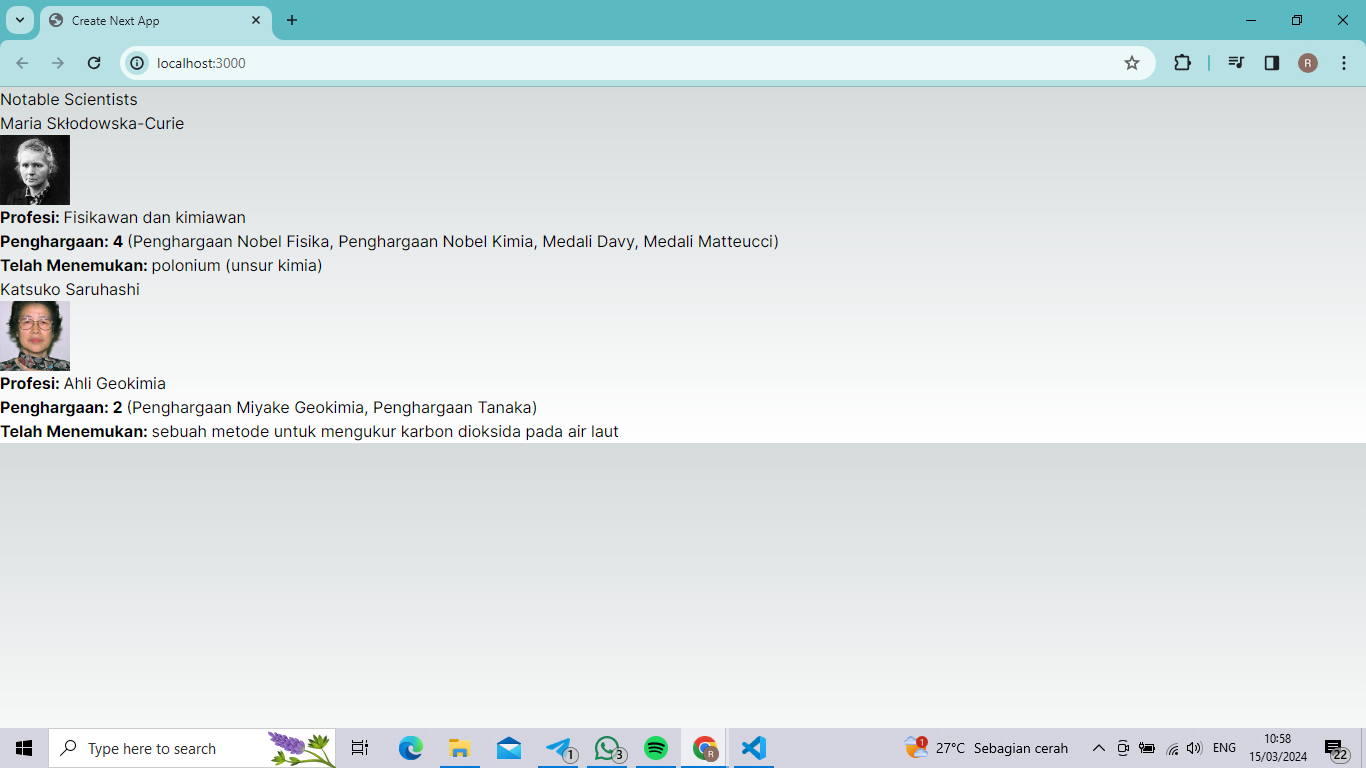 Create Next App
localhost:3000
R
Notable Scientists
Maria Skłodowska-Curie
Profesi: Fisikawan dan kimiawan
Penghargaan: 4 (Penghargaan Nobel Fisika, Penghargaan Nobel Kimia, Medali Davy, Medali Matteucci)
Telah Menemukan: polonium (unsur kimia)
Katsuko Saruhashi
Profesi: Ahli Geokimia
Penghargaan: 2 (Penghargaan Miyake Geokimia, Penghargaan Tanaka)
Telah Menemukan: sebuah metode untuk mengukur karbon dioksida pada air laut
Type here to search
1
3
R
1
27°C Sebagian cerah
ENG
10:58
15/03/2024
22